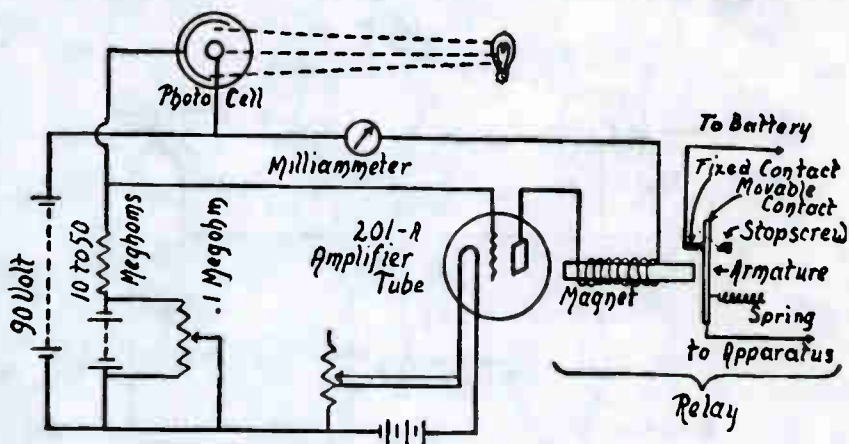 Photo Cell
Milliammeter
To Battery
Fixed Contact
Movable
Contact
Stopscrew
Armature
Spring
to Apparatus
Relay
Magnet
201-A
Amplifier
Tube
90 Volt
10 to 50
Meghoms
.1 Megohm